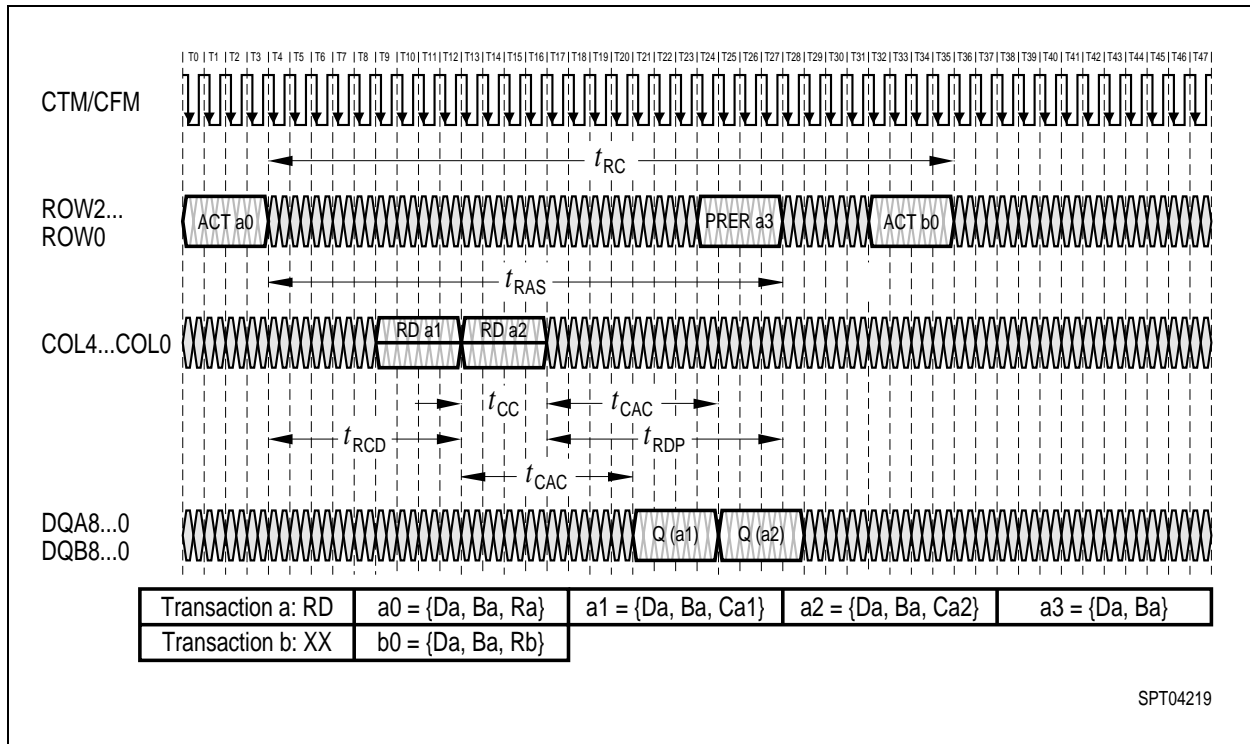 T0 T1 T2 T3 T4 T5 T6 T7 T8 T9 T10 T11 T12 T13 T14 T15 T16 T17 T18 T19 T20 T21 T22 T23 T24 T25 T26 T27 T28 T29 T30 T31 T32 T33 T34 T35 T36 T37 T38 T39 T40 T41 T42 T43 T44 T45 T46 T47
CTM/CFM
tRC
ROW2...
ROW0
ACT a0 PRER a3 ACT b0
tRAS
COL4...COL0
RD a1 RD a2
tCC tCAC
tRCD tRDP
tCAC
DQA8...0
DQB8...0
Q (a1) Q (a2)
Transaction a: RD a0 = {Da, Ba, Ra} a1 = {Da, Ba, Ca1} a2 = {Da, Ba, Ca2} a3 = {Da, Ba}
Transaction b: XX b0 = {Da, Ba, Rb}
SPT04219